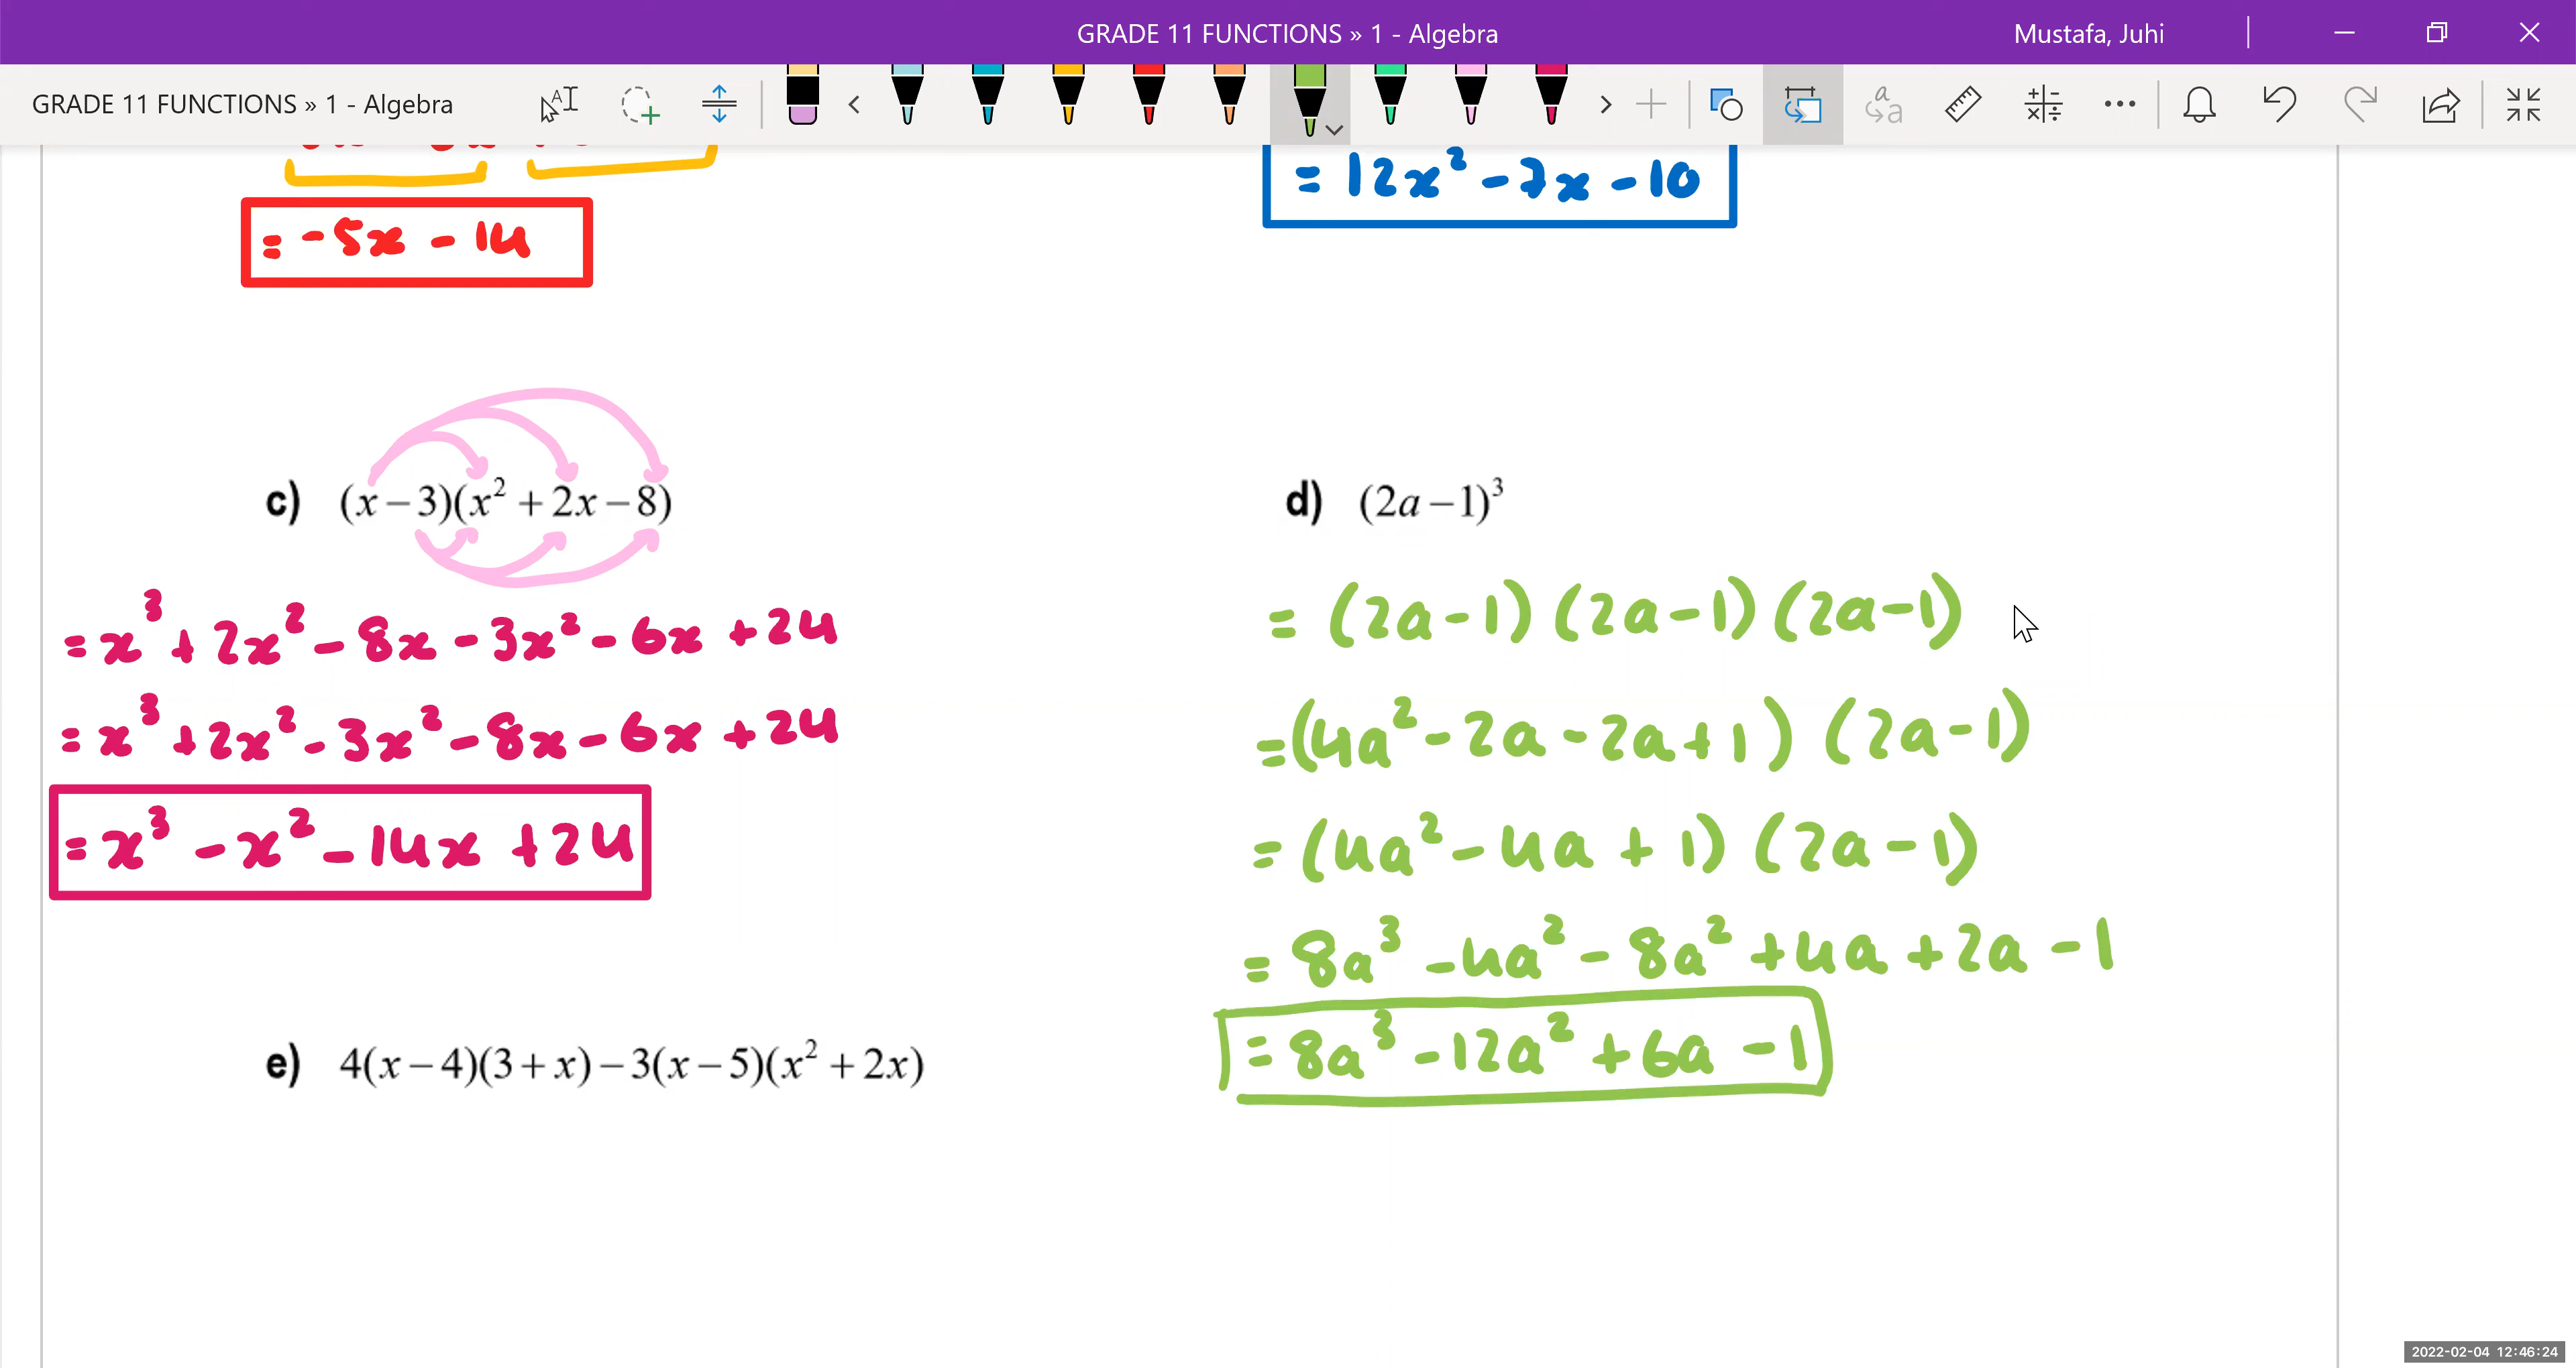 GRADE 11 FUNCTIONS » 1 - Algebra
Mustafa, Juhi
GRADE 11 FUNCTIONS » 1 - Algebra
= 12x² - 7x - 10
= -5x - 14
c) (x - 3)(x² + 2x - 8)
= x³ + 2x² - 8x - 3x² - 6x + 24
= x³ + 2x² - 3x² - 8x - 6x + 24
= x³ - x² - 14x + 24
d) (2a - 1)³
= (2a - 1) (2a - 1) (2a - 1)
= (4a² - 2a - 2a + 1) (2a - 1)
= (4a² - 4a + 1) (2a - 1)
= 8a³ - 4a² - 8a² + 4a + 2a - 1
= 8a³ - 12a² + 6a - 1
e) 4(x - 4)(3 + x) - 3(x - 5)(x² + 2x)
2022-02-04 12:46:24